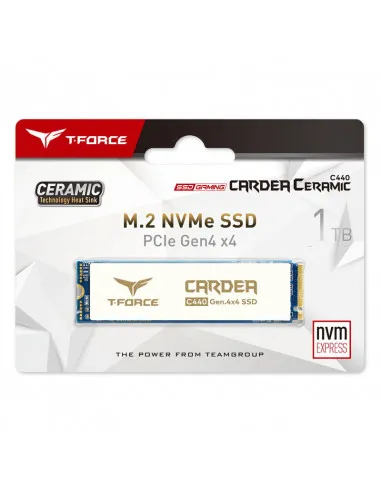 T-FORCE
C440
CERAMIC
Technology Heat Sink
SSD GAMING CARDEA CERAMIC
M.2 NVMe SSD
PCIe Gen4 x4
1TB
T-FORCE
CARDEA
C440 Gen.4x4 SSD
nvm
EXPRESS
THE POWER FROM TEAMGROUP